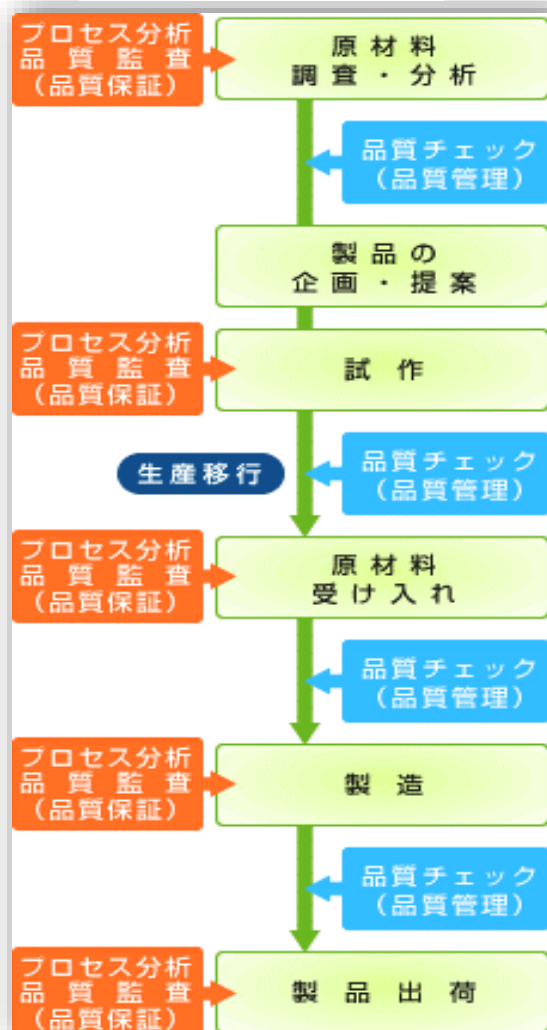 プロセス分析
品質監査
(品質保証)
原材料
調査・分析
品質チェック
(品質管理)
製品の
企画・提案
プロセス分析
品質監査
(品質保証)
試作
生産移行
品質チェック
(品質管理)
プロセス分析
品質監査
(品質保証)
原材料
受け入れ
品質チェック
(品質管理)
プロセス分析
品質監査
(品質保証)
製造
品質チェック
(品質管理)
プロセス分析
品質監査
(品質保証)
製品出荷